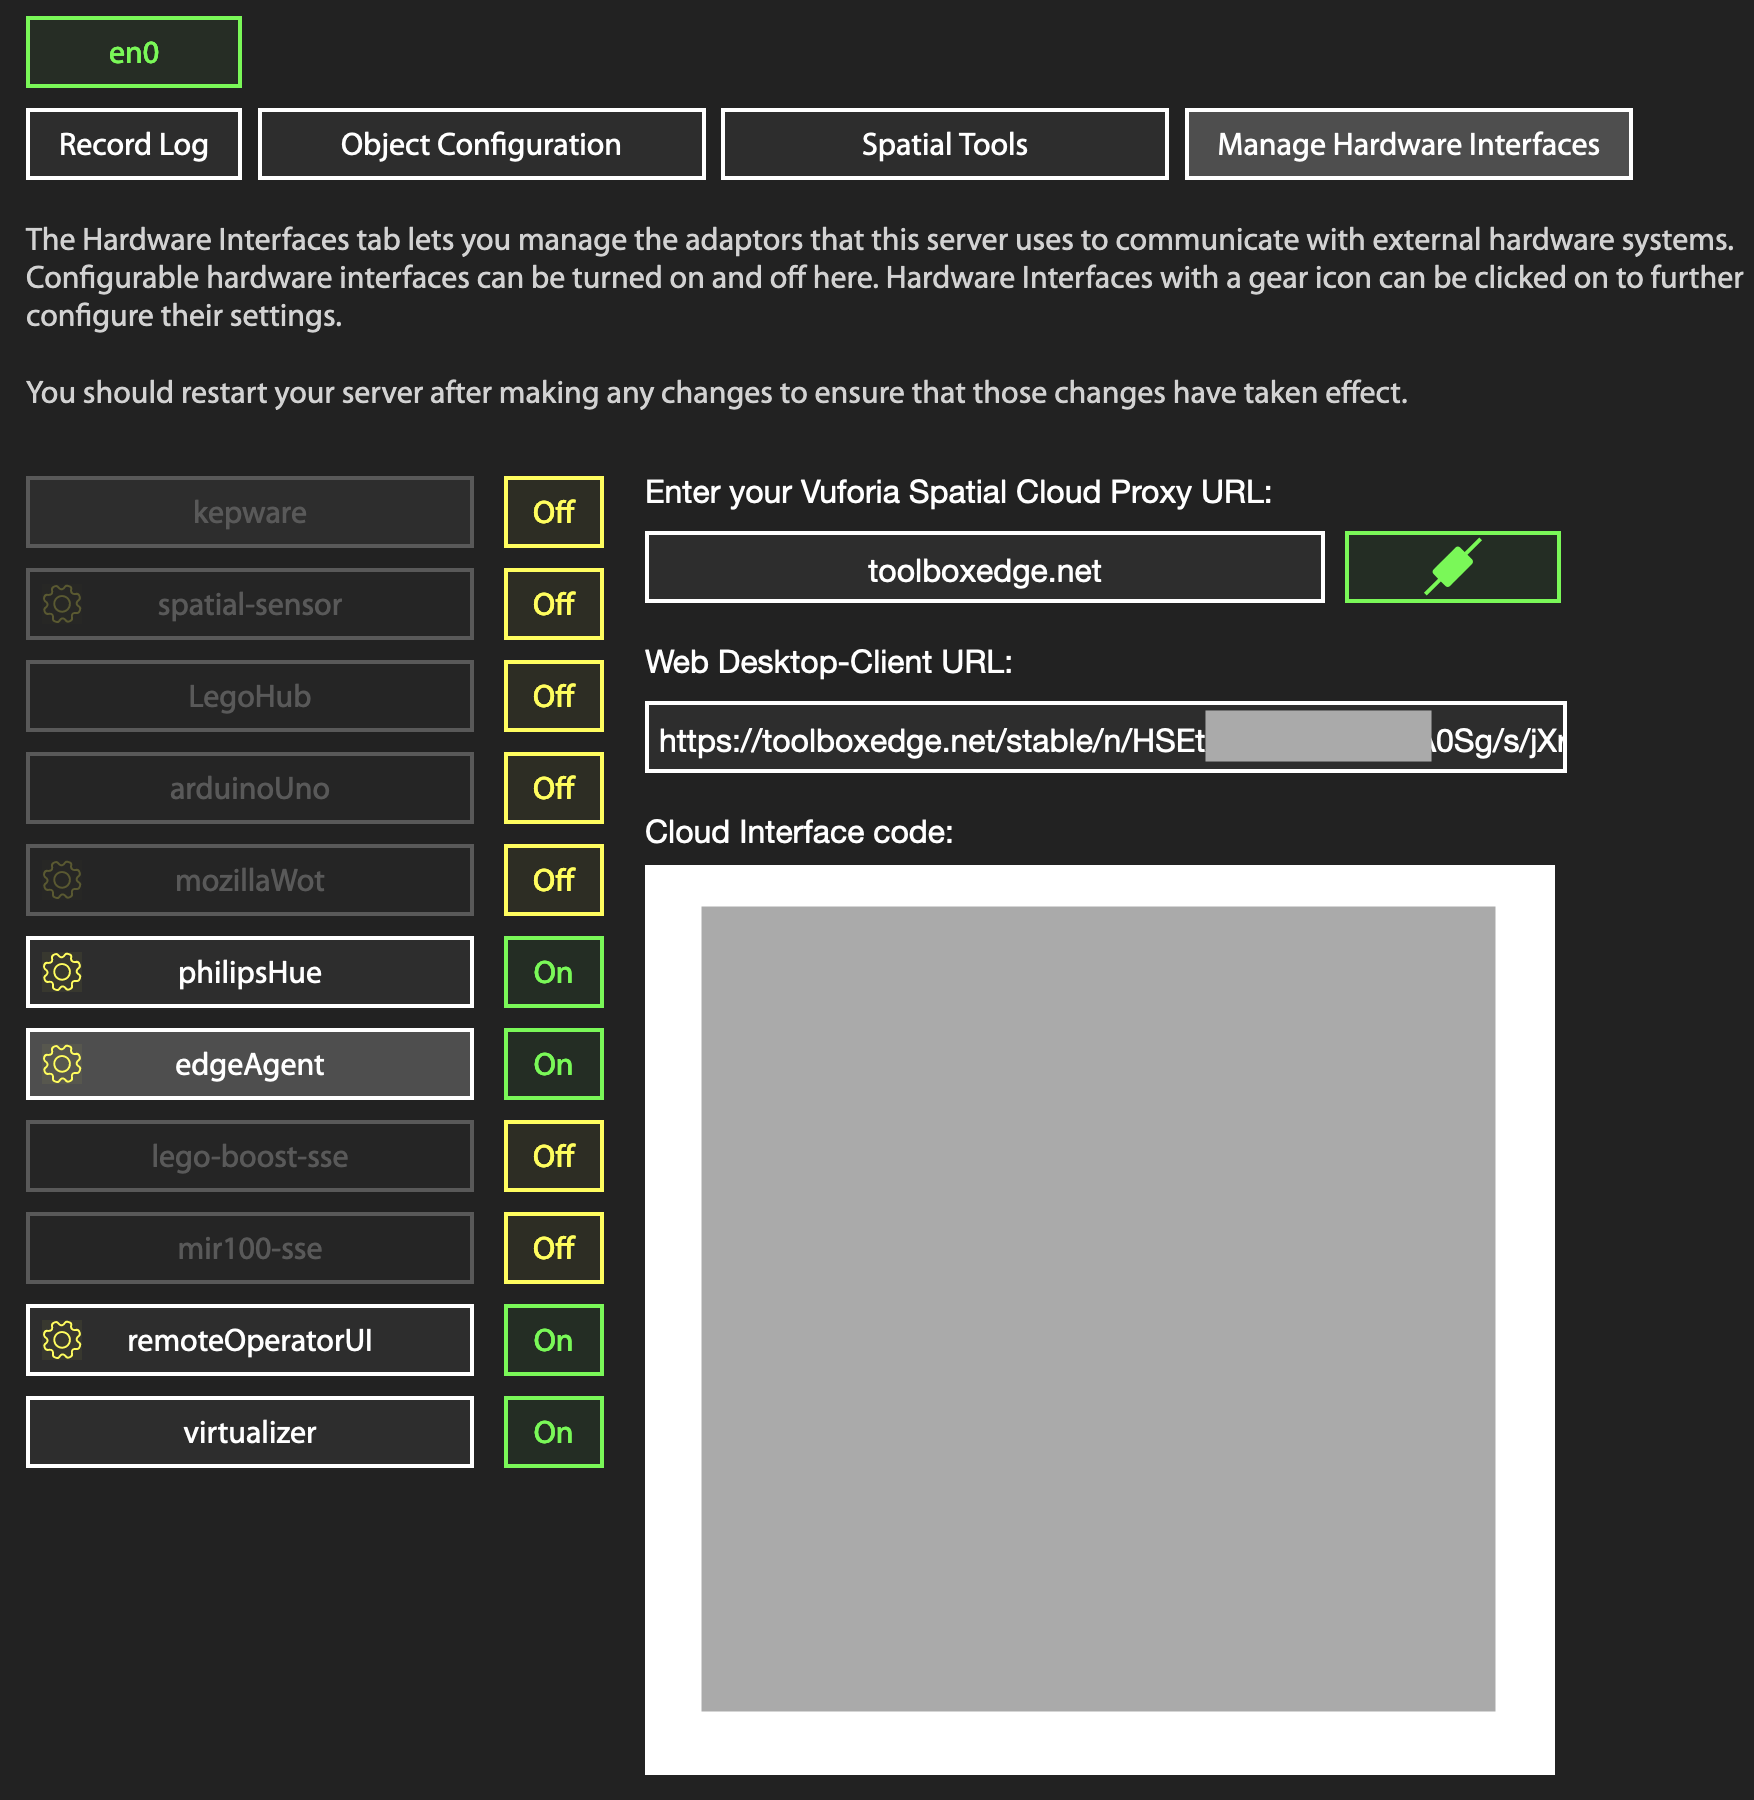 en0
Record Log
Object Configuration
Spatial Tools
Manage Hardware Interfaces
The Hardware Interfaces tab lets you manage the adaptors that this server uses to communicate with external hardware systems.
Configurable hardware interfaces can be turned on and off here. Hardware Interfaces with a gear icon can be clicked on to further
configure their settings.
You should restart your server after making any changes to ensure that those changes have taken effect.
kepware
Off
spatial-sensor
Off
LegoHub
Off
arduinoUno
Off
mozillaWot
Off
philipsHue
On
edgeAgent
On
lego-boost-sse
Off
mir100-sse
Off
remoteOperatorUI
On
virtualizer
On
Enter your Vuforia Spatial Cloud Proxy URL:
toolboxedge.net
Web Desktop-Client URL:
https://toolboxedge.net/stable/n/HSEt 0Sg/s/jX
Cloud Interface code: